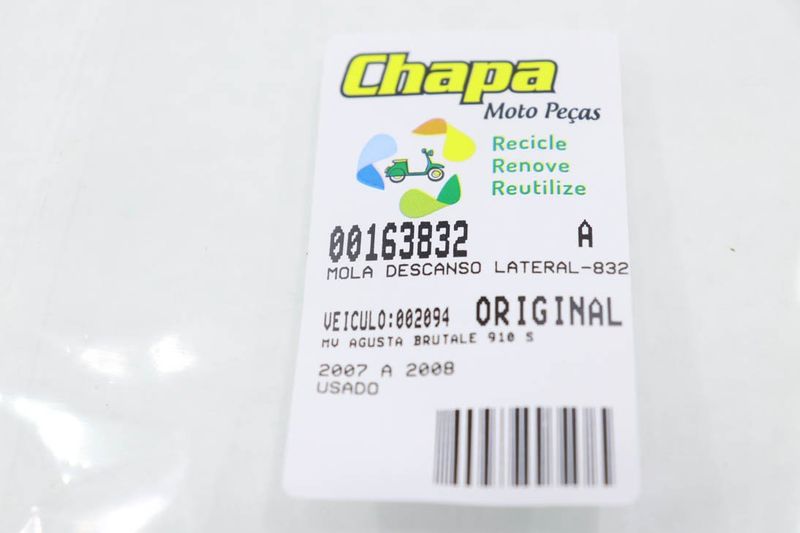 Chapa
Moto Peças
Recicle
Renove
Reutilize
00163832 A
MOLA DESCANSO LATERAL-832
VEICULO:002094 ORIGINAL
MV AGUSTA BRUTALE 910 S
2007 A 2008
USADO